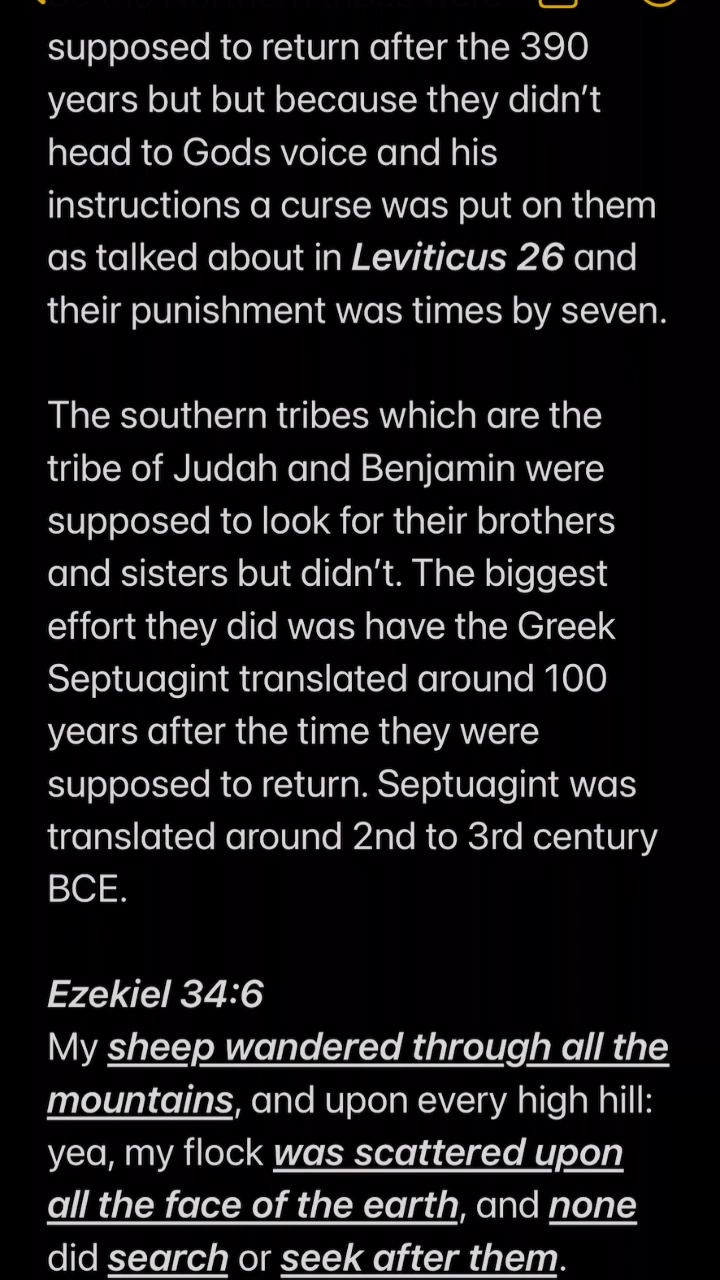 supposed to return after the 390
years but but because they didn’t
head to Gods voice and his
instructions a curse was put on them
as talked about in Leviticus 26 and
their punishment was times by seven.
The southern tribes which are the
tribe of Judah and Benjamin were
supposed to look for their brothers
and sisters but didn’t. The biggest
effort they did was have the Greek
Septuagint translated around 100
years after the time they were
supposed to return. Septuagint was
translated around 2nd to 3rd century
BCE.
Ezekiel 34:6
My sheep wandered through all the
mountains, and upon every high hill:
yea, my flock was scattered upon
all the face of the earth, and none
did search or seek after them.